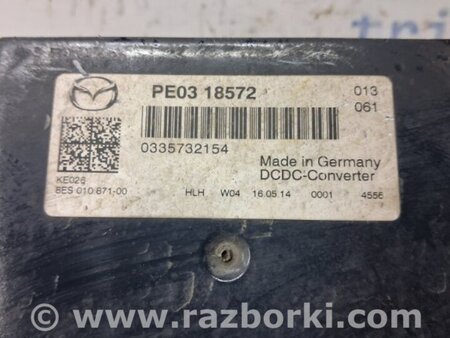 PE03 18572
013
061
0335732154
Made in Germany
DCDC-Converter
KE026
8ES 010 671-00 HLH W04 16.05.14 0001 4556
www.razborki.com